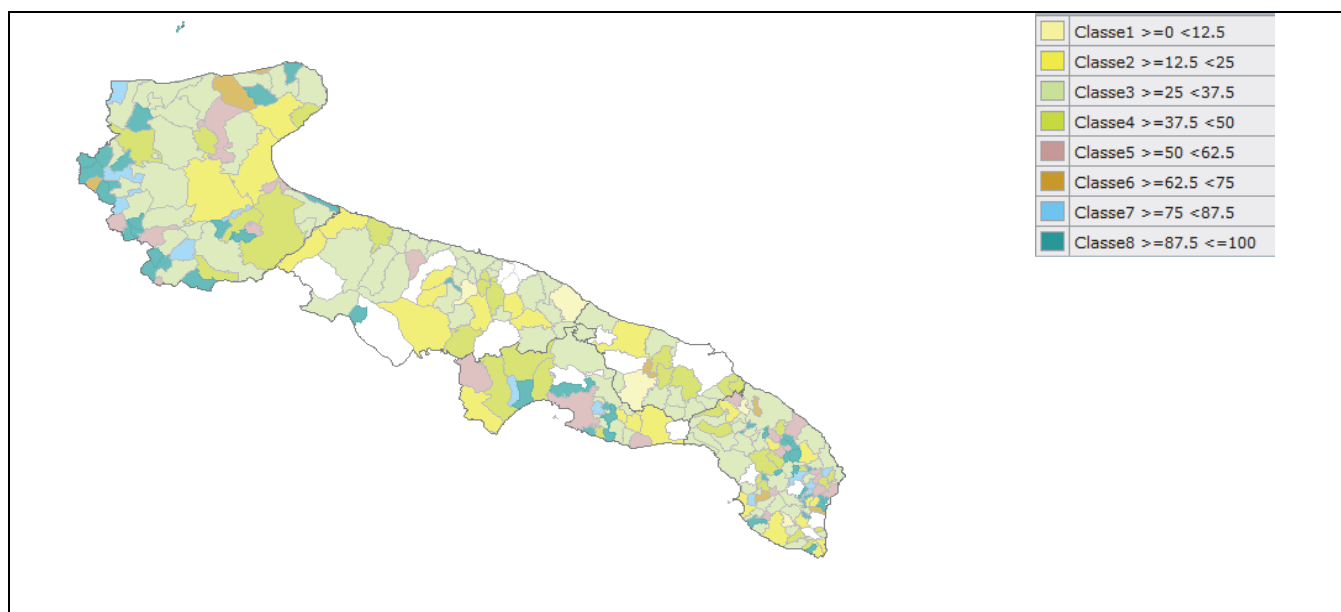 Classe1 >=0 <12.5
Classe2 >=12.5 <25
Classe3 >=25 <37.5
Classe4 >=37.5 <50
Classe5 >=50 <62.5
Classe6 >=62.5 <75
Classe7 >=75 <87.5
Classe8 >=87.5 <=100